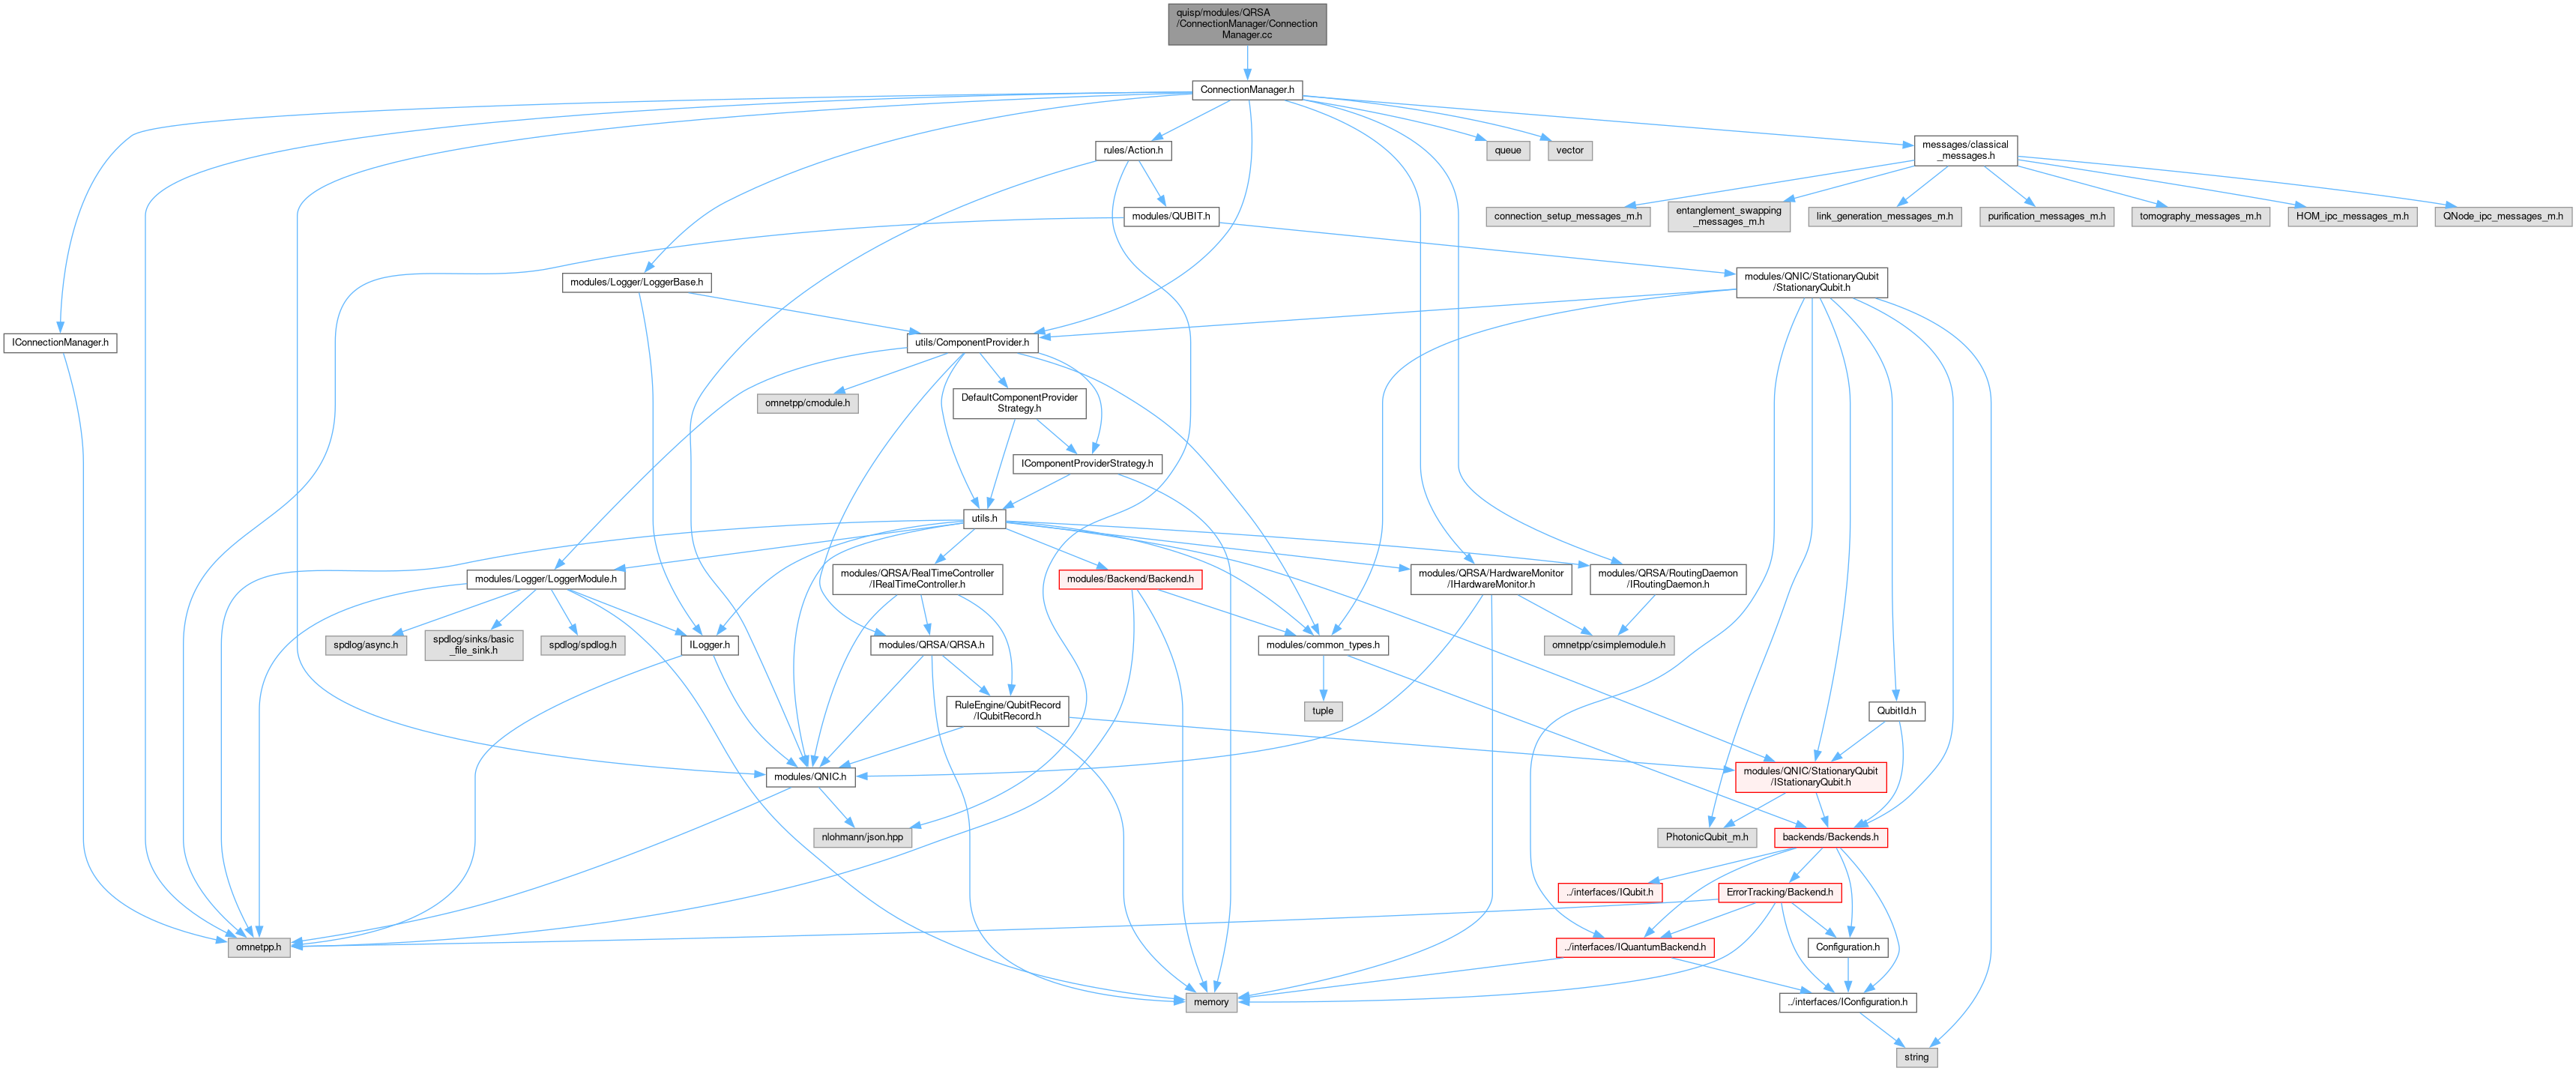 quisp/modules/QRSA
/ConnectionManager/Connection
Manager.cc
ConnectionManager.h
rules/Action.h
queue
vector
messages/classical
_messages.h
modules/QUBIT.h
connection_setup_messages_m.h
entanglement_swapping
_messages_m.h
link_generation_messages_m.h
purification_messages_m.h
tomography_messages_m.h
HOM_ipc_messages_m.h
QNode_ipc_messages_m.h
modules/Logger/LoggerBase.h
modules/QNIC/StationaryQubit
/StationaryQubit.h
IConnectionManager.h
utils/ComponentProvider.h
omnetpp/cmodule.h
DefaultComponentProvider
Strategy.h
IComponentProviderStrategy.h
utils.h
modules/Logger/LoggerModule.h
modules/QRSA/RealTimeController
/IRealTimeController.h
modules/Backend/Backend.h
modules/QRSA/HardwareMonitor
/IHardwareMonitor.h
modules/QRSA/RoutingDaemon
/IRoutingDaemon.h
spdlog/async.h
spdlog/sinks/basic
_file_sink.h
spdlog/spdlog.h
ILogger.h
modules/QRSA/QRSA.h
modules/common_types.h
omnetpp/csimplemodule.h
RuleEngine/QubitRecord
/IQubitRecord.h
tuple
QubitId.h
modules/QNIC.h
modules/QNIC/StationaryQubit
/IStationaryQubit.h
nlohmann/json.hpp
PhotonicQubit_m.h
backends/Backends.h
../interfaces/IQubit.h
ErrorTracking/Backend.h
omnetpp.h
../interfaces/IQuantumBackend.h
Configuration.h
memory
../interfaces/IConfiguration.h
string